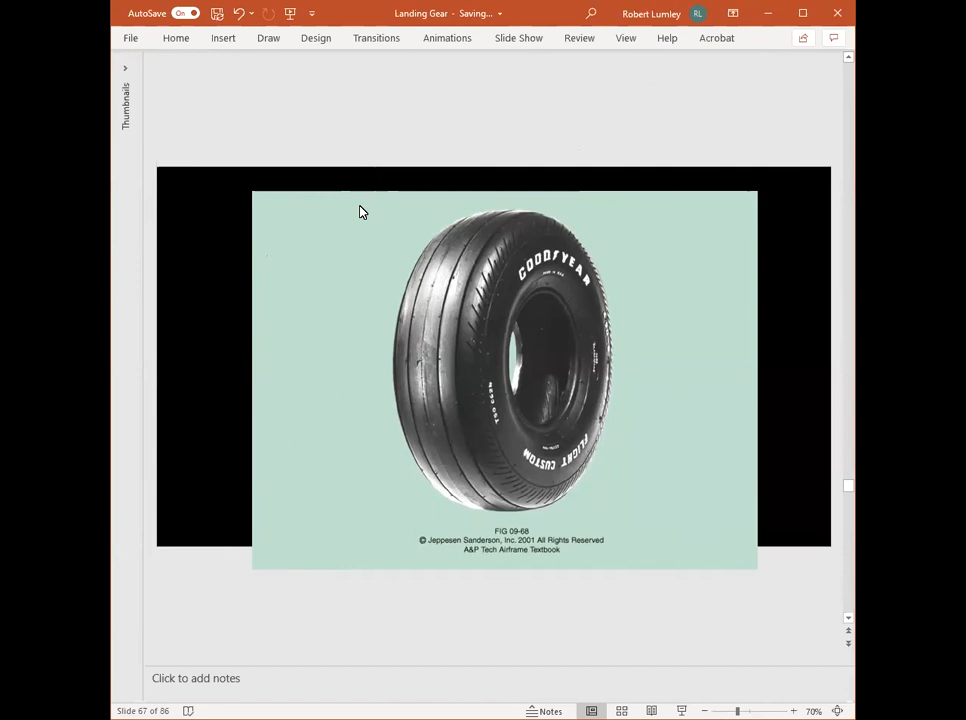 AutoSave On Landing Gear - Saving... Robert Lumley RL
File Home Insert Draw Design Transitions Animations Slide Show Review View Help Acrobat
Thumbnails
GOODYEAR
FLIGHT CUSTOM
FIG 09-68
© Jeppesen Sanderson, Inc. 2001 All Rights Reserved
A&P Tech Airframe Textbook
Click to add notes
Slide 67 of 86 Notes 70%